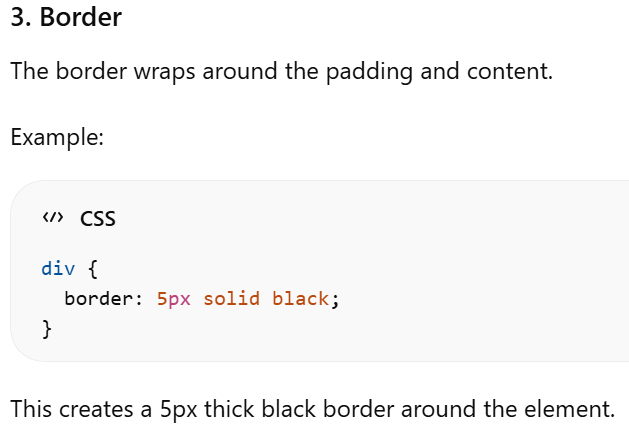 3. Border
The border wraps around the padding and content.
Example:
</> CSS
div {
  border: 5px solid black;
}
This creates a 5px thick black border around the element.